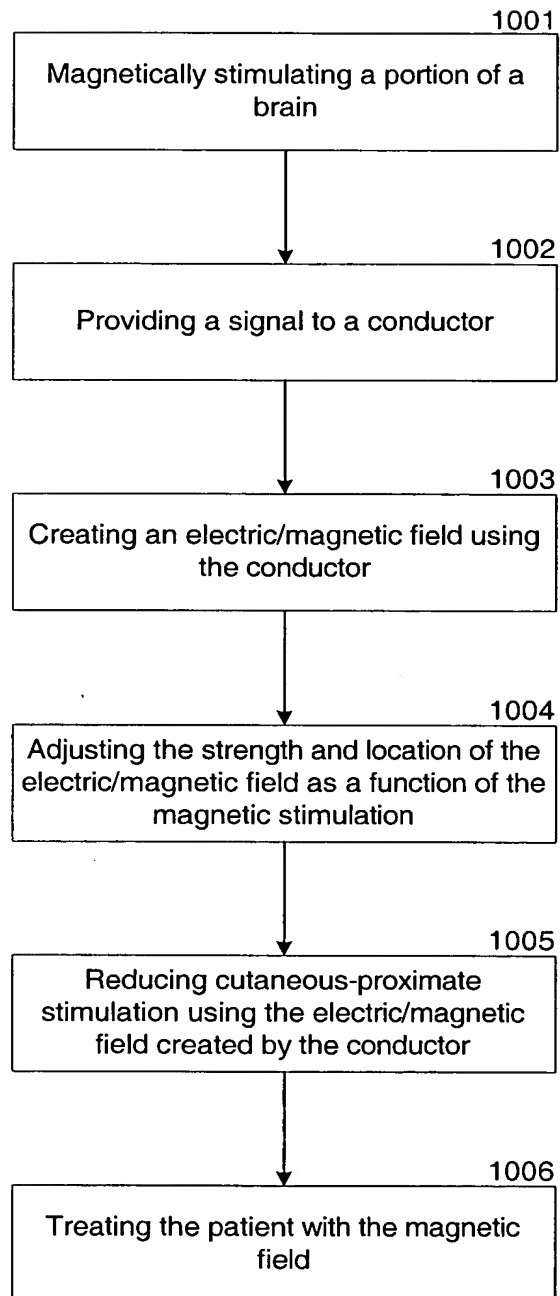 1001
Magnetically stimulating a portion of a
brain
1002
Providing a signal to a conductor
1003
Creating an electric/magnetic field using
the conductor
1004
Adjusting the strength and location of the
electric/magnetic field as a function of the
magnetic stimulation
1005
Reducing cutaneous-proximate
stimulation using the electric/magnetic
field created by the conductor
1006
Treating the patient with the magnetic
field